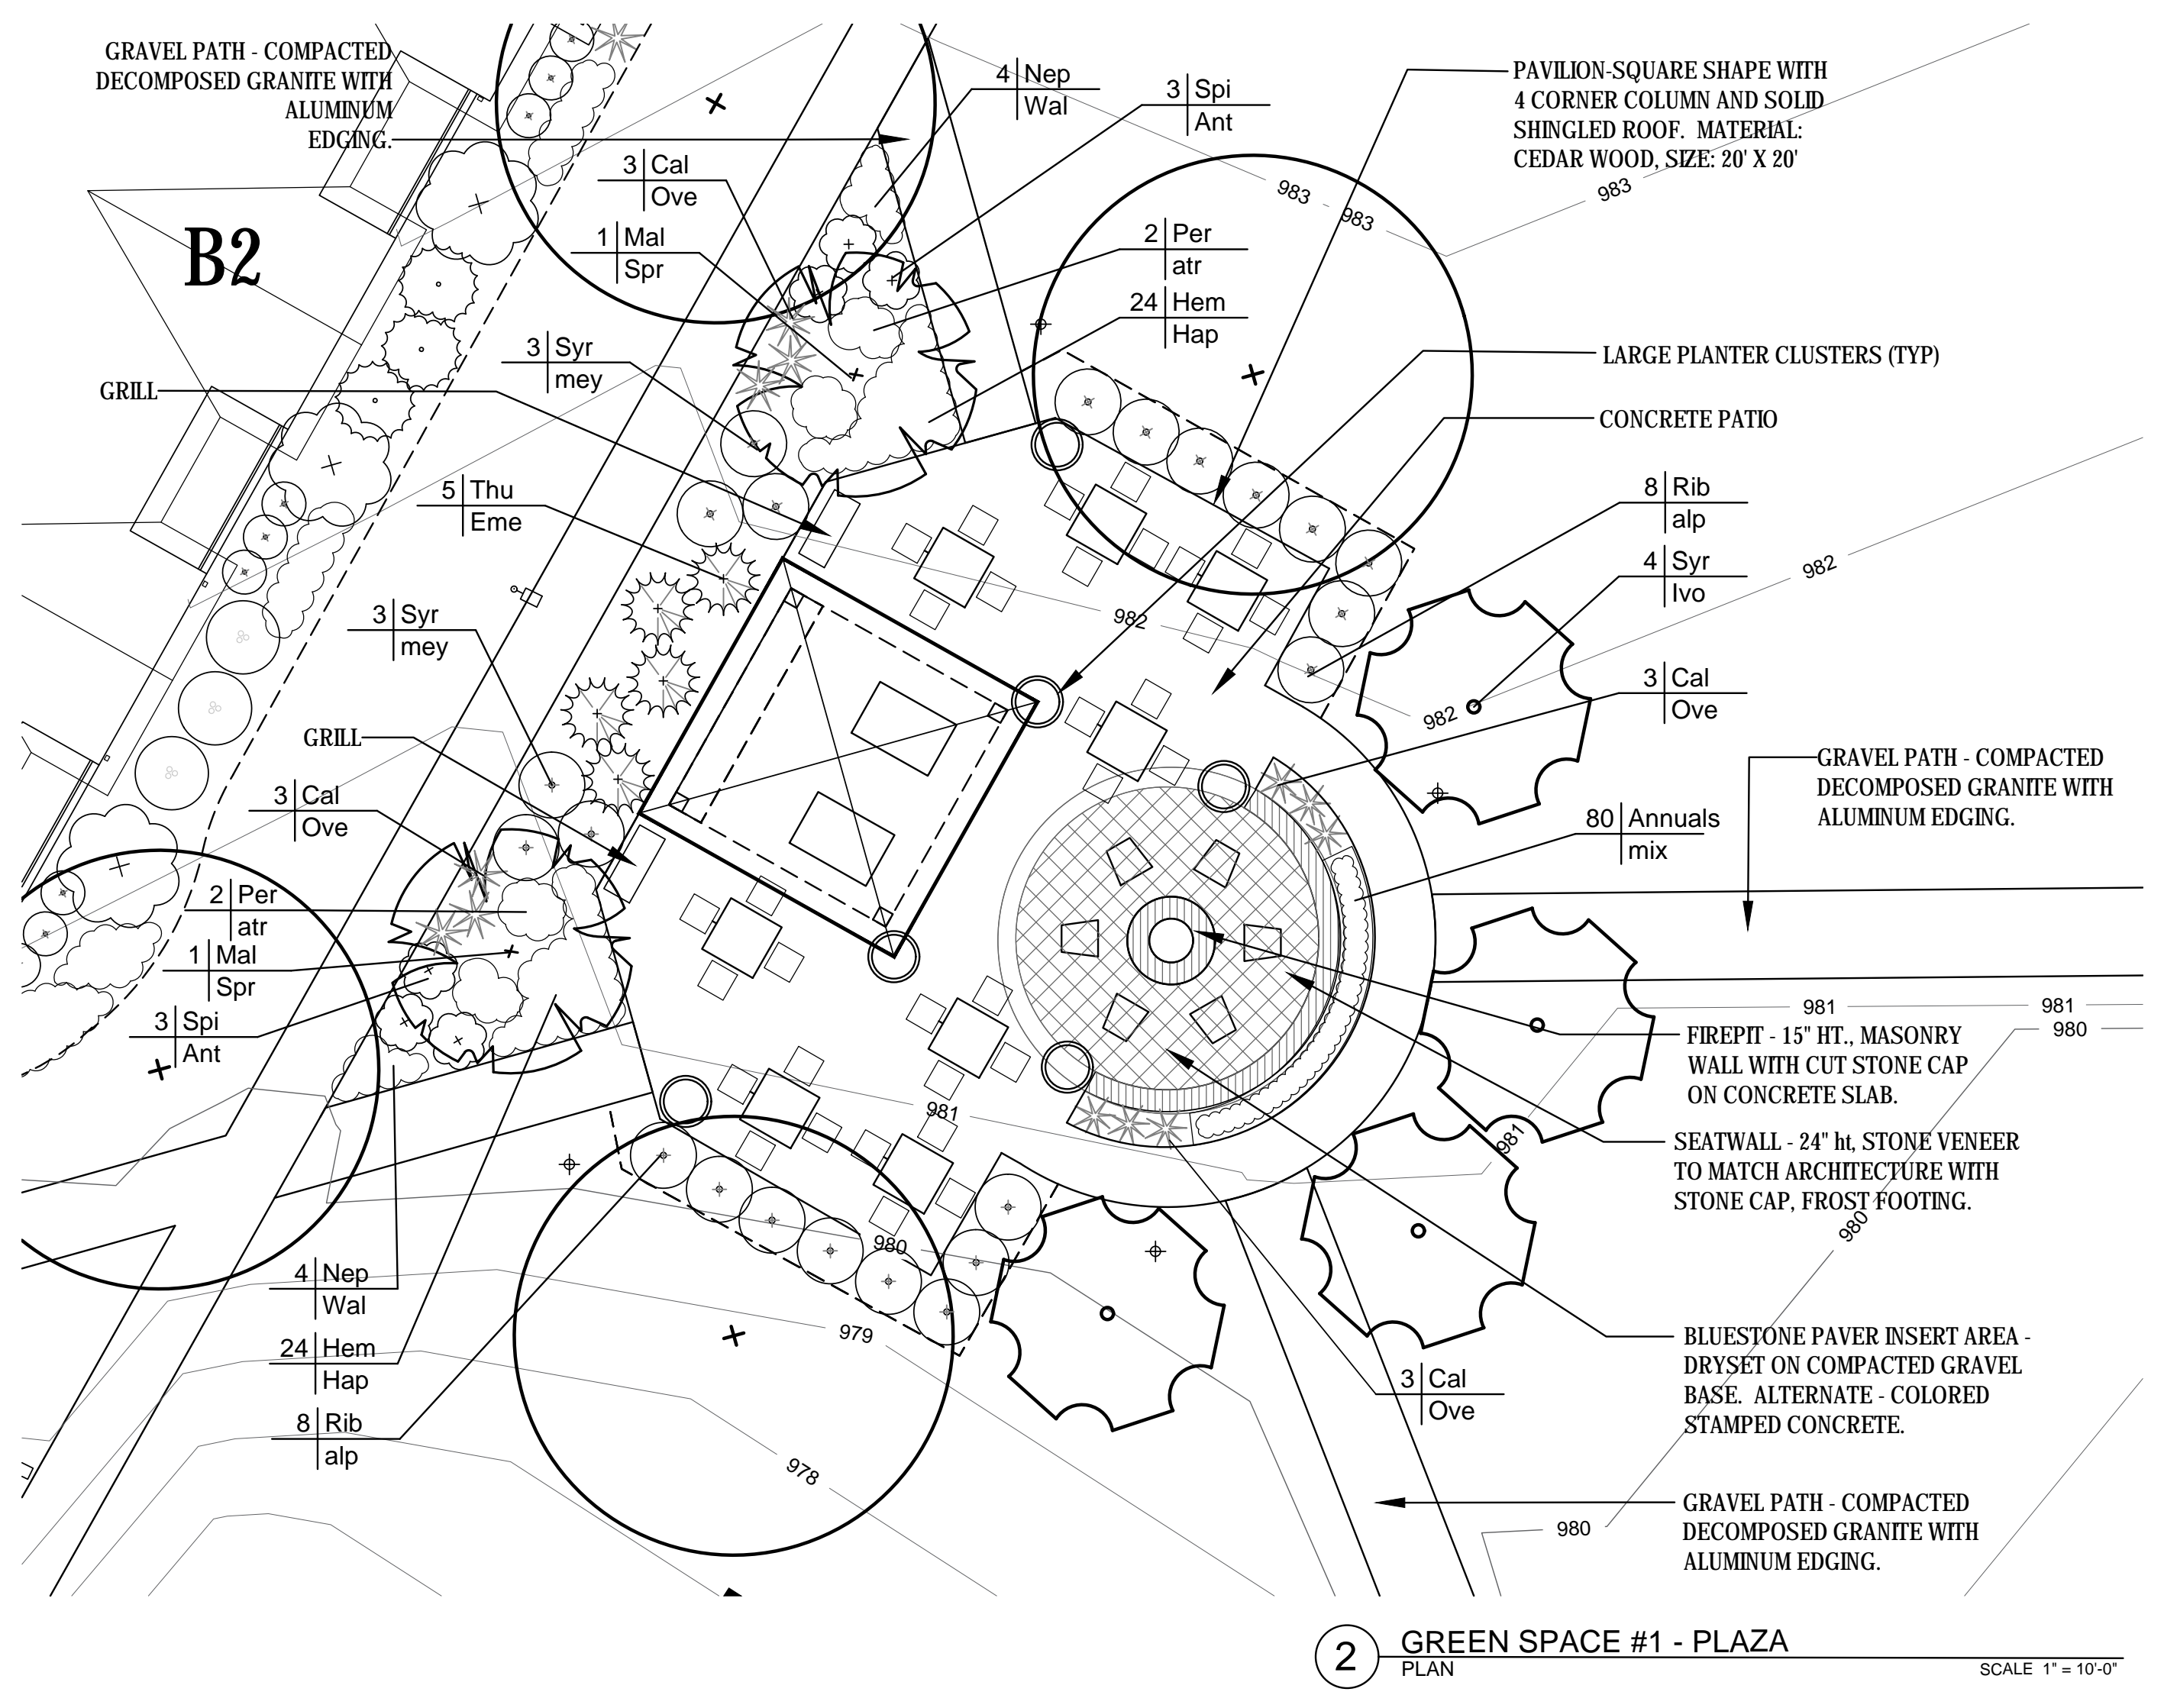 GRAVEL PATH - COMPACTED
DECOMPOSED GRANITE WITH
ALUMINUM
EDGING.
B2
4 Nep
Wal
3 Spi
Ant
3 Cal
Ove
1 Mal
Spr
2 Per
atr
24 Hem
Hap
PAVILION-SQUARE SHAPE WITH
4 CORNER COLUMN AND SOLID
SHINGLED ROOF. MATERIAL:
CEDAR WOOD, SIZE: 20' X 20'
983
983
983
3 Syr
mey
GRILL
LARGE PLANTER CLUSTERS (TYP)
CONCRETE PATIO
5 Thu
Eme
8 Rib
alp
4 Syr
Ivo
982
982
982
3 Syr
mey
3 Cal
Ove
GRILL
GRAVEL PATH - COMPACTED
DECOMPOSED GRANITE WITH
ALUMINUM EDGING.
3 Cal
Ove
80 Annuals
mix
2 Per
atr
1 Mal
Spr
3 Spi
Ant
981
981
980
FIREPIT - 15" HT., MASONRY
WALL WITH CUT STONE CAP
ON CONCRETE SLAB.
981
981
SEATWALL - 24" ht, STONE VENEER
TO MATCH ARCHITECTURE WITH
STONE CAP, FROST FOOTING.
980
980
4 Nep
Wal
979
24 Hem
Hap
8 Rib
alp
978
BLUESTONE PAVER INSERT AREA -
DRYSET ON COMPACTED GRAVEL
BASE. ALTERNATE - COLORED
STAMPED CONCRETE.
3 Cal
Ove
GRAVEL PATH - COMPACTED
DECOMPOSED GRANITE WITH
ALUMINUM EDGING.
980
2
GREEN SPACE #1 - PLAZA
PLAN
SCALE 1" = 10'-0"